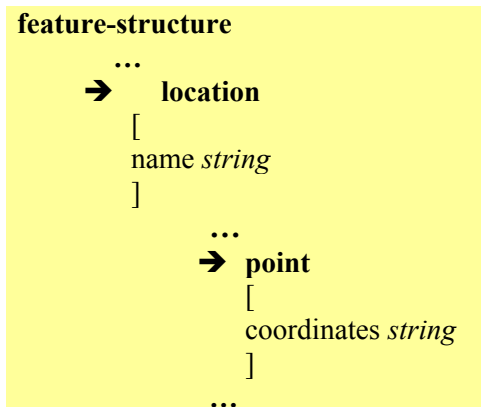 feature-structure
…
➔ location
[
name string
]
…
➔ point
[
coordinates string
]
…